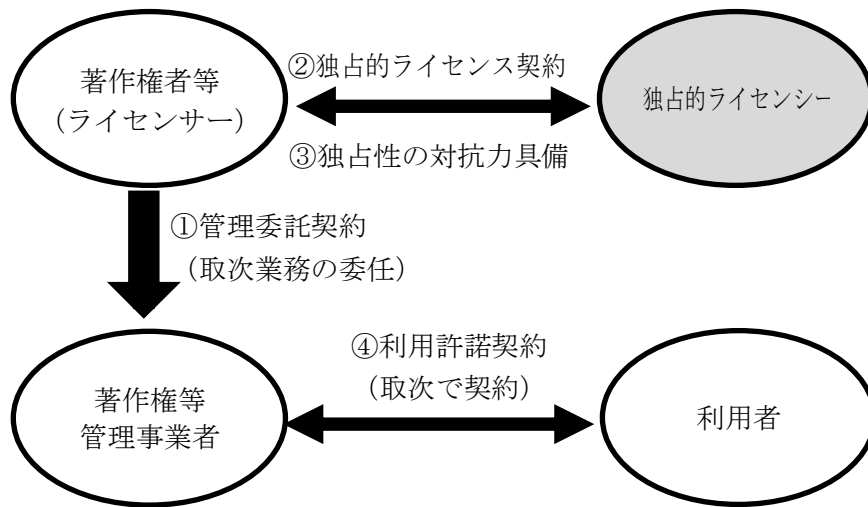 著作権者等
（ライセンサー）
②独占的ライセンス契約
③独占性の対抗力具備
独占的ライセンシー
①管理委託契約
（取次業務の委任）
著作権等
管理事業者
④利用許諾契約
（取次で契約）
利用者